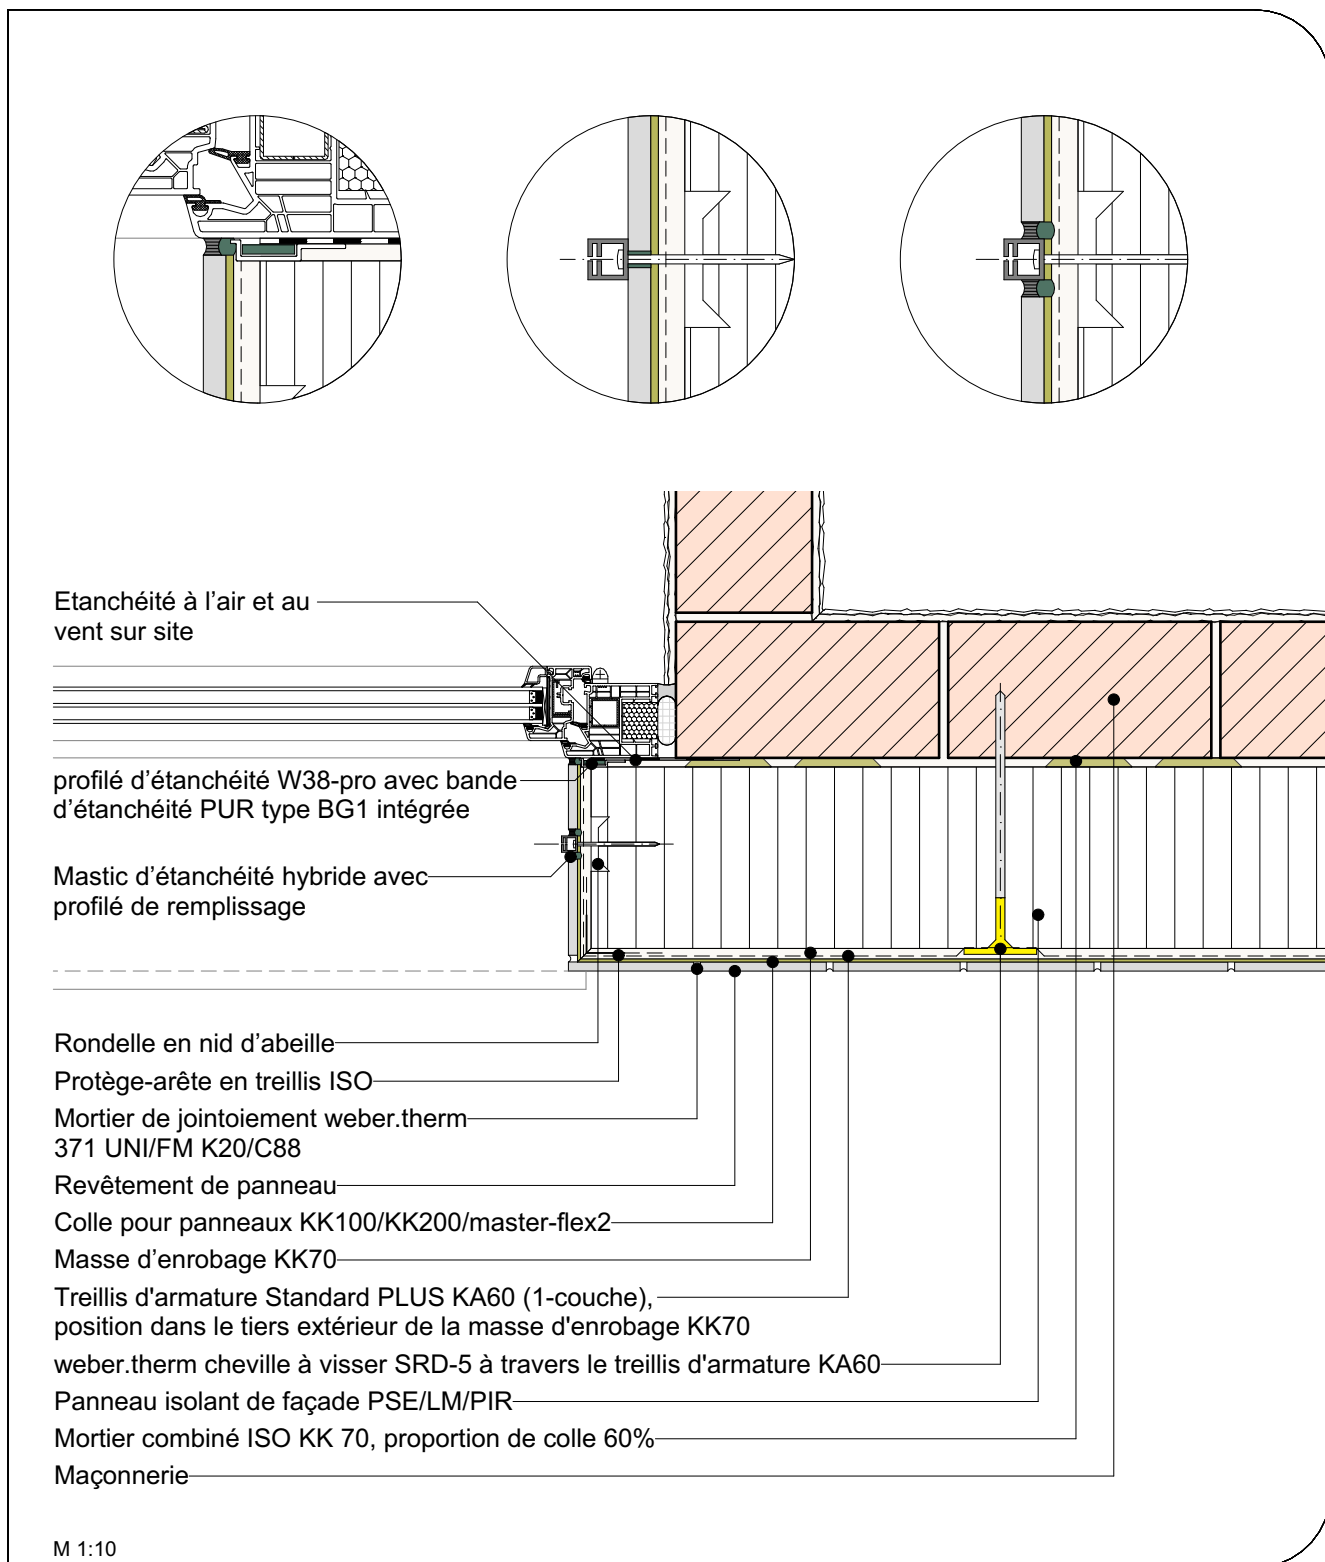 Etanchéité à l’air et au
vent sur site
profilé d’étanchéité W38-pro avec bande
d’étanchéité PUR type BG1 intégrée
Mastic d’étanchéité hybride avec
profilé de remplissage
Rondelle en nid d’abeille
Protège-arête en treillis ISO
Mortier de jointoiement weber.therm
371 UNI/FM K20/C88
Revêtement de panneau
Colle pour panneaux KK100/KK200/master-flex2
Masse d’enrobage KK70
Treillis d'armature Standard PLUS KA60 (1-couche),
position dans le tiers extérieur de la masse d'enrobage KK70
weber.therm cheville à visser SRD-5 à travers le treillis d'armature KA60
Panneau isolant de façade PSE/LM/PIR
Mortier combiné ISO KK 70, proportion de colle 60%
Maçonnerie
M 1:10